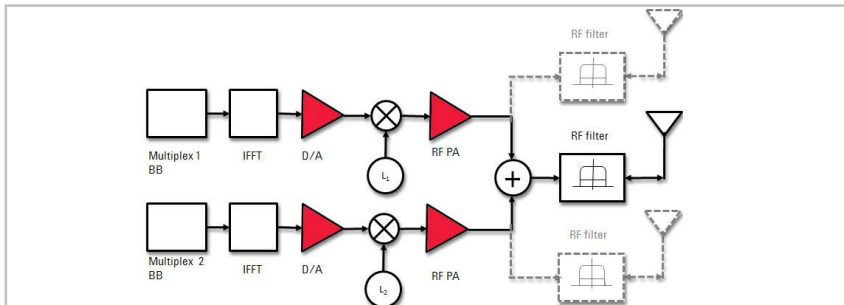 RF filter
RF filter
Multiplex 1
BB
IFFT
D/A
RF PA
L1
+
Multiplex 2
BB
IFFT
D/A
RF PA
RF filter
L2